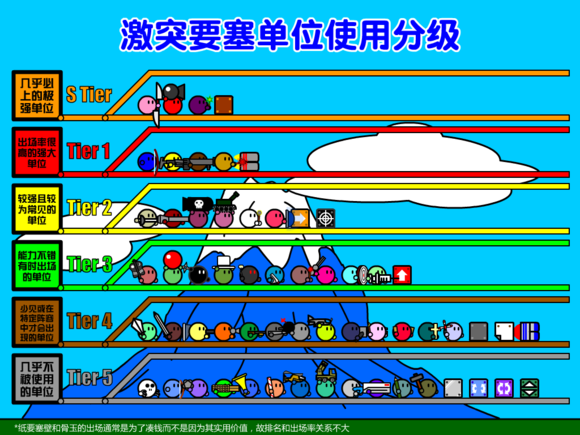 激突要塞单位使用分级
几乎必
上的极
强单位
S Tier
出场率很
高的强大
单位
Tier 1
较强且较
为常见的
单位
Tier 2
能力不错
有时出场
的单位
Tier 3
少见或在
特定阵容
中才会出
现的单位
Tier 4
几乎不
被使用
的单位
Tier 5
*纸要塞壁和骨玉的出场通常是为了凑钱而不是因为其实用价值，故排名和出场率关系不大